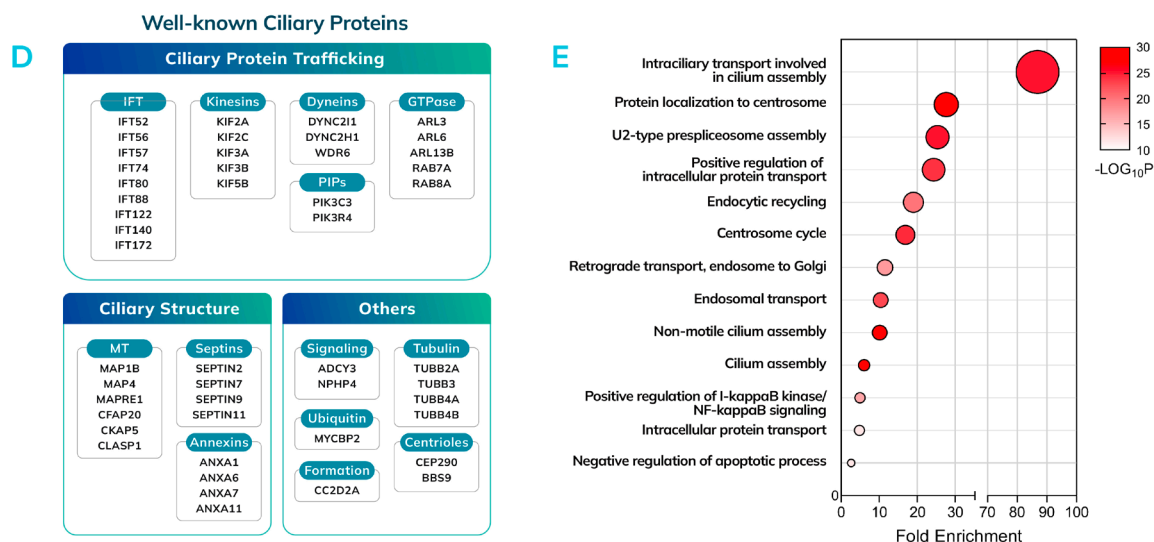 Well-known Ciliary Proteins
D
Ciliary Protein Trafficking
IFT
IFT52
IFT56
IFT57
IFT74
IFT80
IFT88
IFT122
IFT140
IFT172
Kinesins
KIF2A
KIF2C
KIF3A
KIF3B
KIF5B
Dyneins
DYNC2I1
DYNC2H1
WDR6
PIPs
PIK3C3
PIK3R4
GTPase
ARL3
ARL6
ARL13B
RAB7A
RAB8A
Ciliary Structure
MT
MAP1B
MAP4
MAPRE1
CFAP20
CKAP5
CLASP1
Septins
SEPTIN2
SEPTIN7
SEPTIN9
SEPTIN11
Annexins
ANXA1
ANXA6
ANXA7
ANXA11
Others
Signaling
ADCY3
NPHP4
Ubiquitin
MYCBP2
Formation
CC2D2A
Tubulin
TUBB2A
TUBB3
TUBB4A
TUBB4B
Centrioles
CEP290
BBS9
E
Intraciliary transport involved
in cilium assembly
Protein localization to centrosome
U2-type prespliceosome assembly
Positive regulation of
intracellular protein transport
Endocytic recycling
Centrosome cycle
Retrograde transport, endosome to Golgi
Endosomal transport
Non-motile cilium assembly
Cilium assembly
Positive regulation of I-kappaB kinase/
NF-kappaB signaling
Intracellular protein transport
Negative regulation of apoptotic process
0
0 10 20 30 70 80 90 100
Fold Enrichment
30
25
20
15
10
-LOG₁₀P